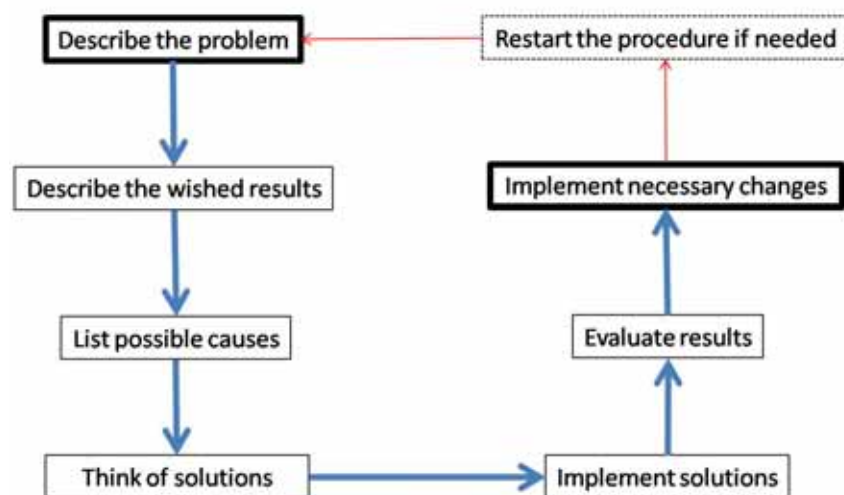 Describe the problem
Restart the procedure if needed
Describe the wished results
Implement necessary changes
List possible causes
Evaluate results
Think of solutions
Implement solutions